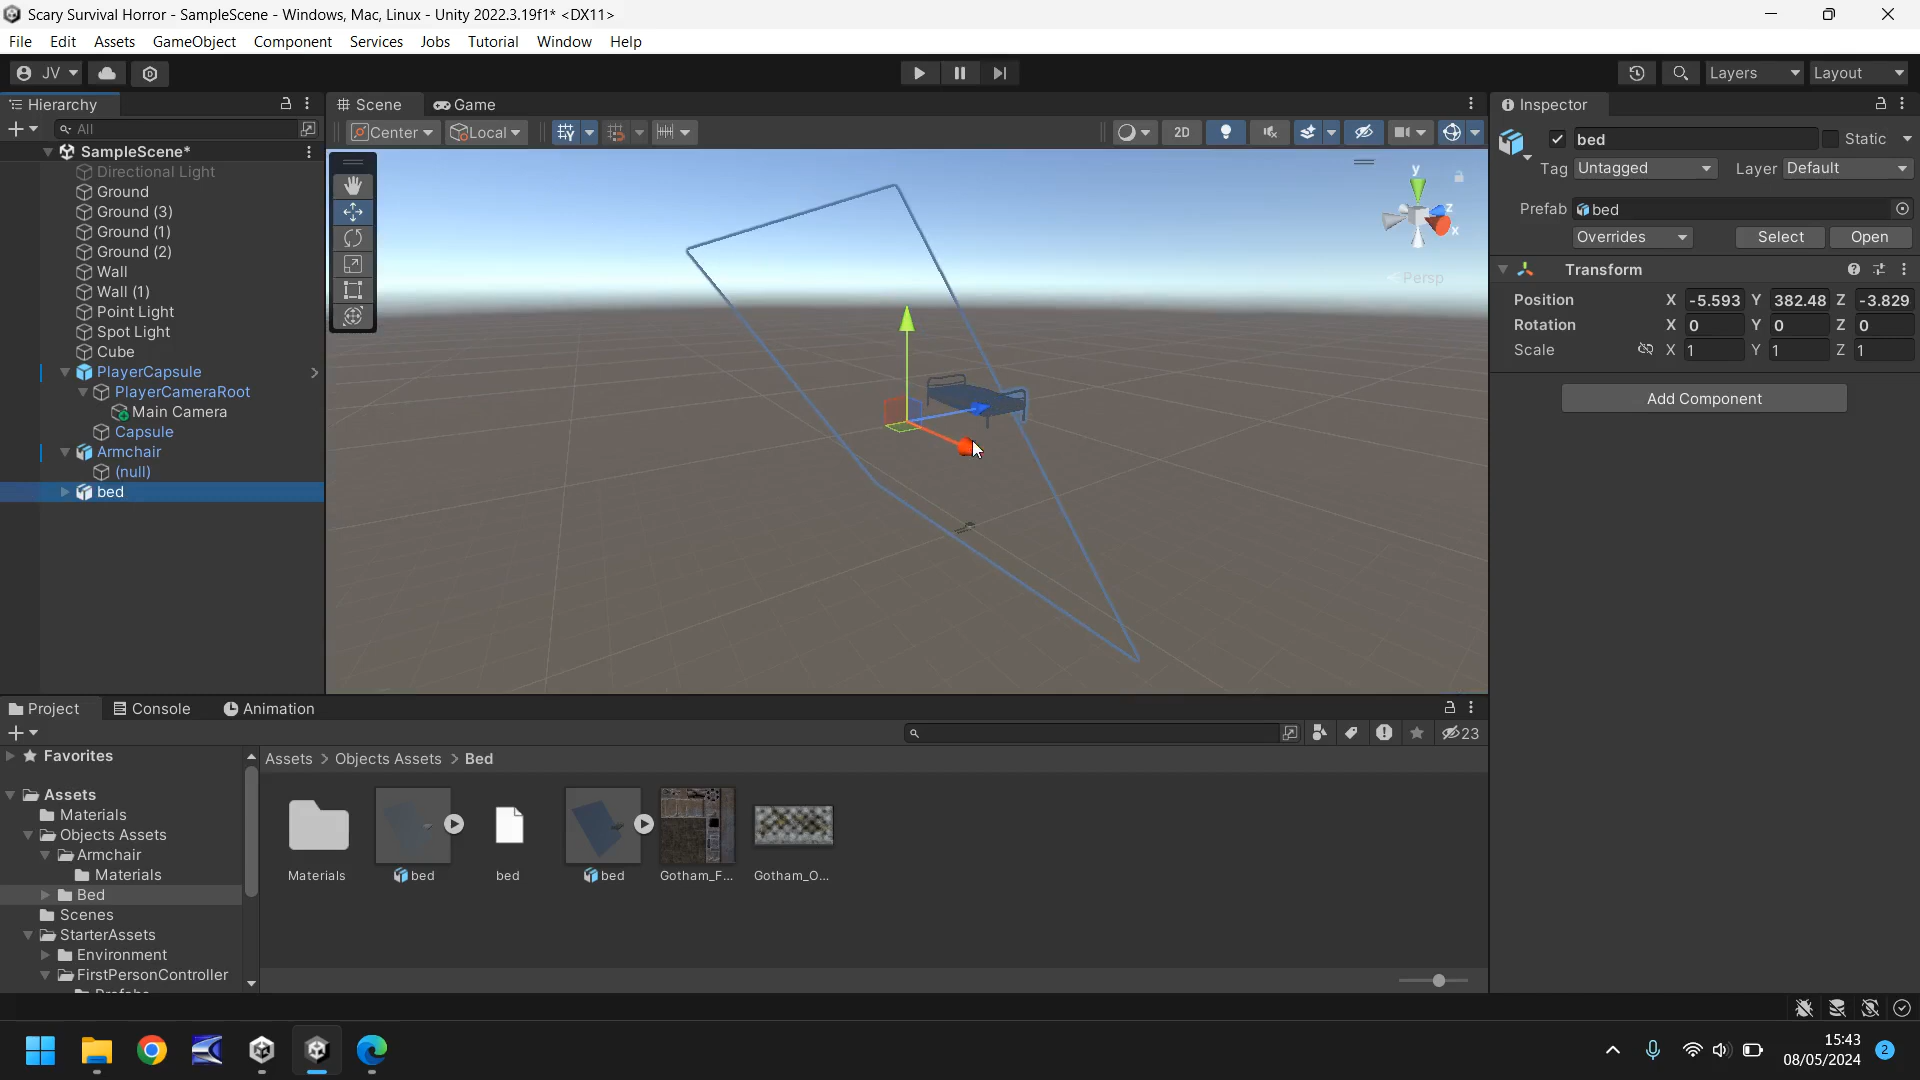 Scary Survival Horror - SampleScene - Windows, Mac, Linux - Unity 2022.3.19f1* <DX11>
File Edit Assets GameObject Component Services Jobs Tutorial Window Help
JV Layers Layout
Hierarchy
All
SampleScene*
Directional Light
Ground
Ground (3)
Ground (1)
Ground (2)
Wall
Wall (1)
Point Light
Spot Light
Cube
PlayerCapsule
PlayerCameraRoot
Main Camera
Capsule
Armchair
(null)
bed
Scene Game
Center Local 2D
y
z
x
Persp
Inspector
bed Static
Tag Untagged Layer Default
Prefab bed
Overrides Select Open
Transform
Position X -5.593 Y 382.48 Z -3.829
Rotation X 0 Y 0 Z 0
Scale X 1 Y 1 Z 1
Add Component
Project Console Animation
23
Favorites
Assets
Materials
Objects Assets
Armchair
Materials
Bed
Scenes
StarterAssets
Environment
FirstPersonController
Assets > Objects Assets > Bed
Materials bed bed bed Gotham_F... Gotham_O...
15:43
08/05/2024
2